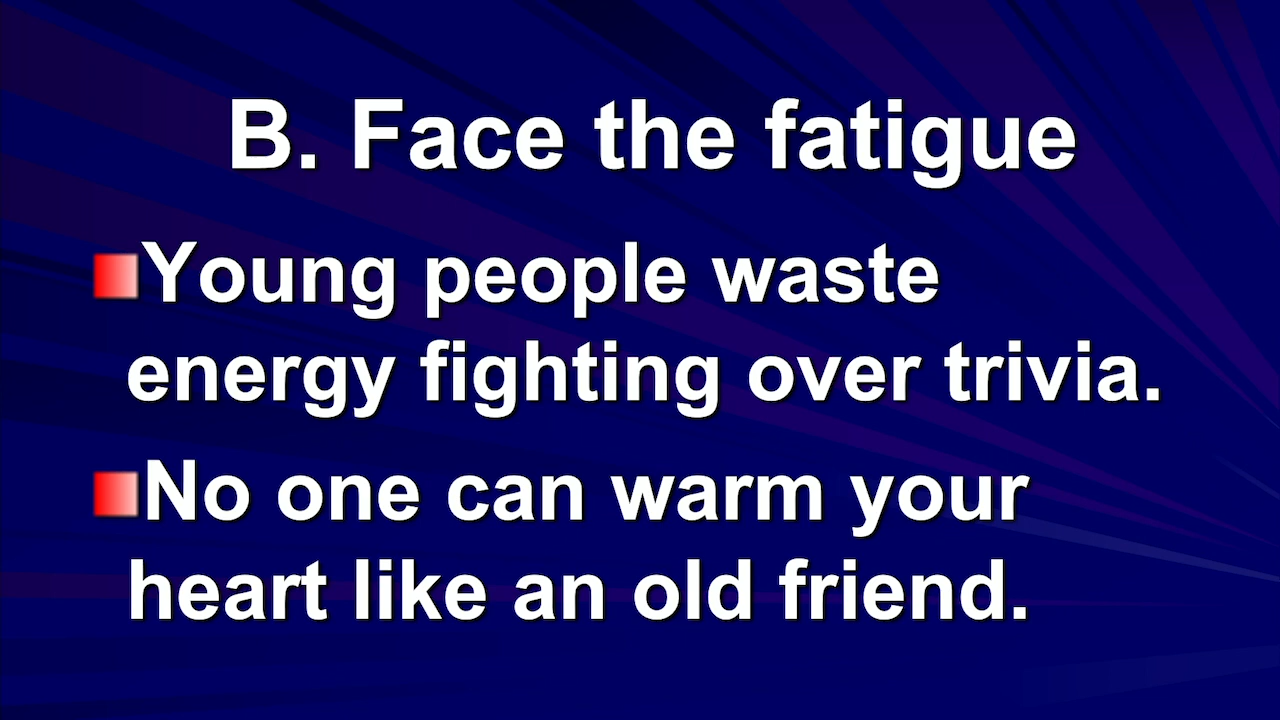 B. Face the fatigue
Young people waste
energy fighting over trivia.
No one can warm your
heart like an old friend.